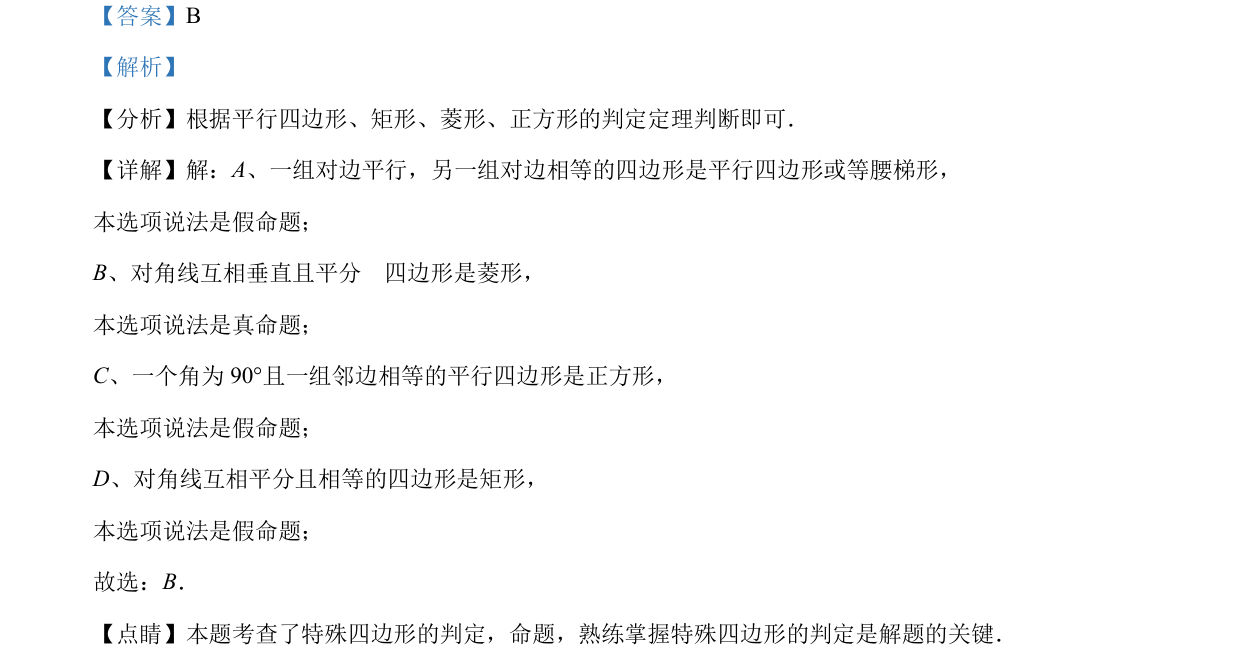 【答案】B
【解析】
【分析】根据平行四边形、矩形、菱形、正方形的判定定理判断即可．
【详解】解：A、一组对边平行，另一组对边相等的四边形是平行四边形或等腰梯形，
本选项说法是假命题；
B、对角线互相垂直且平分　四边形是菱形，
本选项说法是真命题；
C、一个角为 90°且一组邻边相等的平行四边形是正方形，
本选项说法是假命题；
D、对角线互相平分且相等的四边形是矩形，
本选项说法是假命题；
故选：B．
【点睛】本题考查了特殊四边形的判定，命题，熟练掌握特殊四边形的判定是解题的关键．